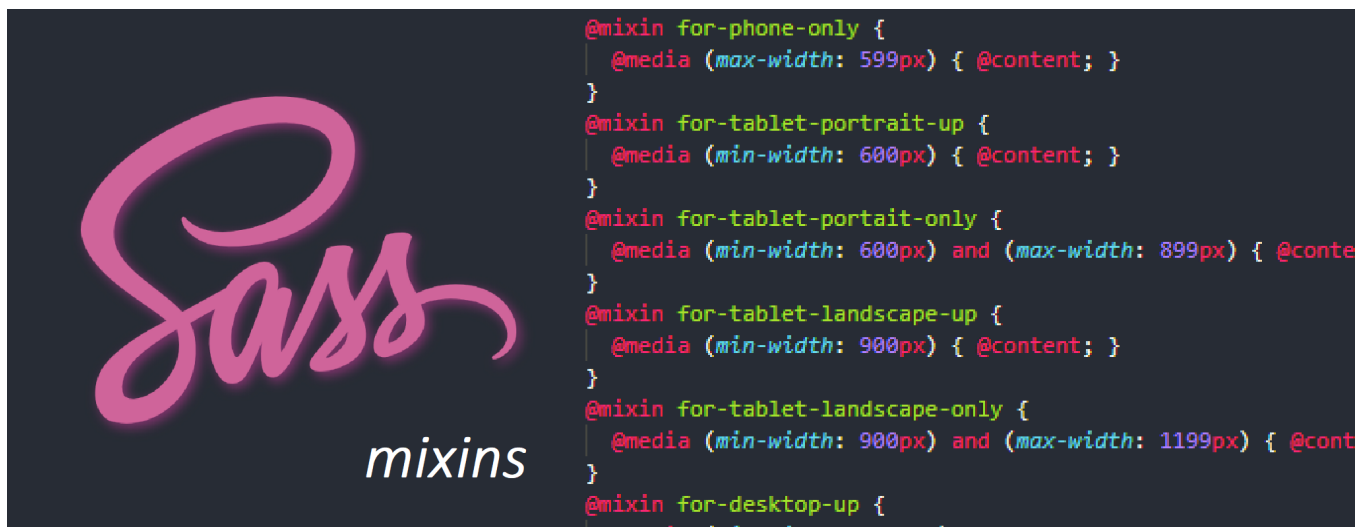 Sass
mixins
@mixin for-phone-only {
@media (max-width: 599px) { @content; }
}
@mixin for-tablet-portrait-up {
@media (min-width: 600px) { @content; }
}
@mixin for-tablet-portait-only {
@media (min-width: 600px) and (max-width: 899px) { @conte
}
@mixin for-tablet-landscape-up {
@media (min-width: 900px) { @content; }
}
@mixin for-tablet-landscape-only {
@media (min-width: 900px) and (max-width: 1199px) { @cont
}
@mixin for-desktop-up {